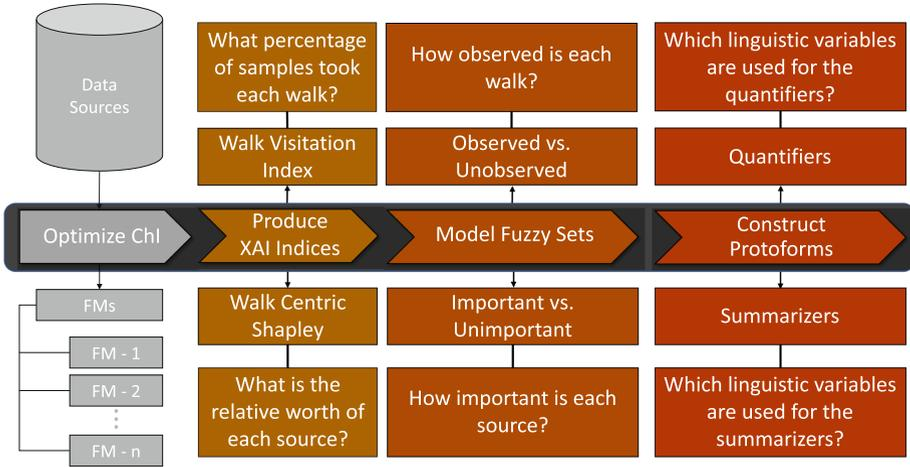 Data
Sources
What percentage
of samples took
each walk?
How observed is each
walk?
Which linguistic variables
are used for the
quantifiers?
Walk Visitation
Index
Observed vs.
Unobserved
Quantifiers
Optimize ChI
Produce
XAI Indices
Model Fuzzy Sets
Construct
Protoforms
FMs
FM - 1
FM - 2
FM - n
Walk Centric
Shapley
Important vs.
Unimportant
Summarizers
What is the
relative worth of
each source?
How important is each
source?
Which linguistic variables
are used for the
summarizers?